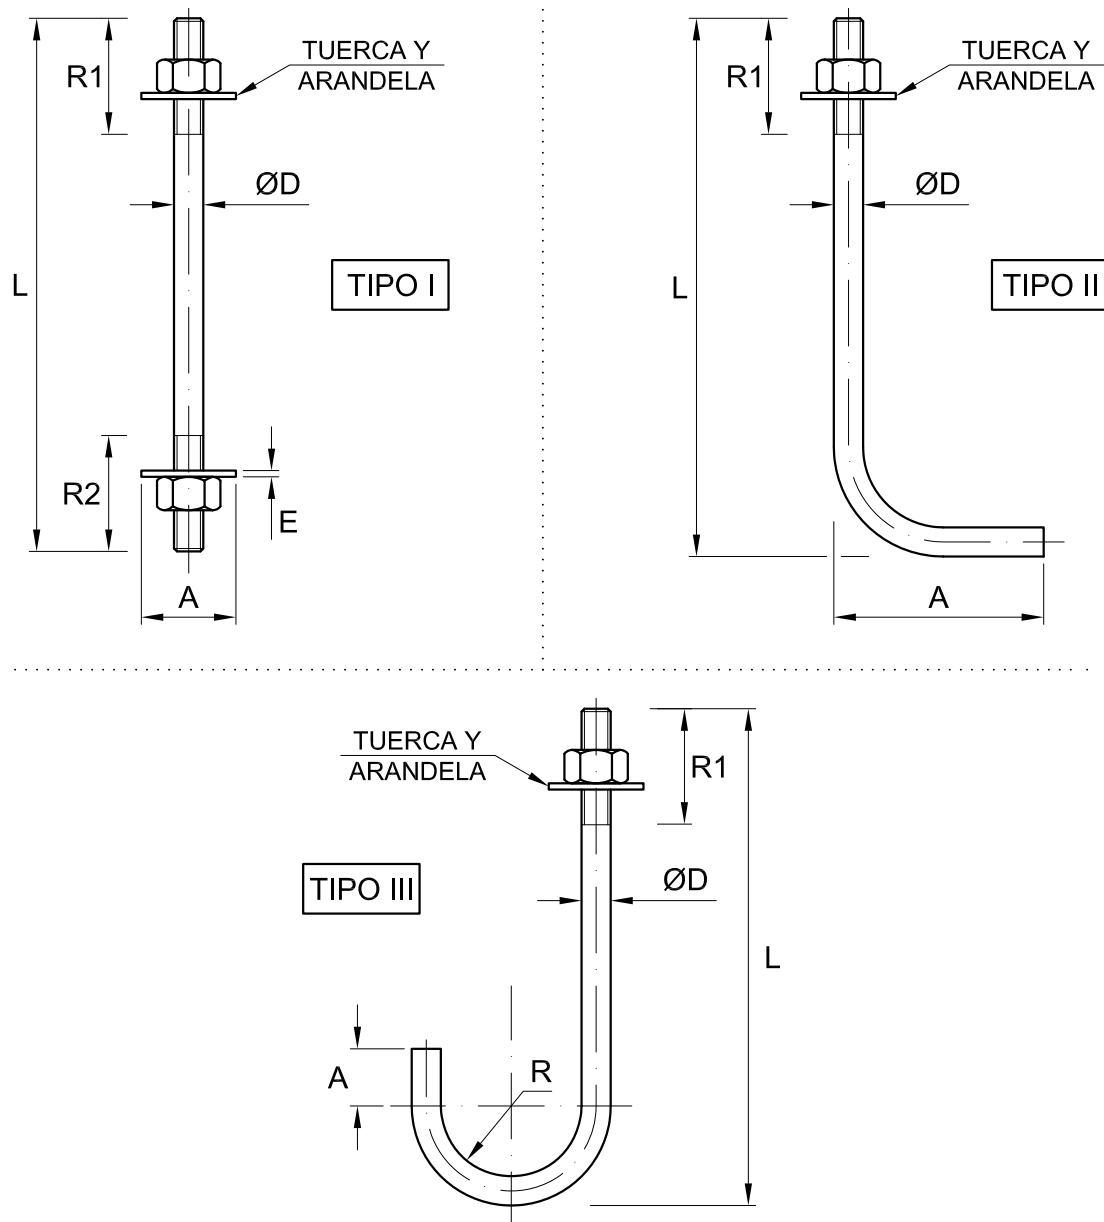 R1
TUERCA Y
ARANDELA
ØD
L
TIPO I
R2
E
A
R1
TUERCA Y
ARANDELA
ØD
L
TIPO II
A
TUERCA Y
ARANDELA
R1
TIPO III
ØD
L
A
R